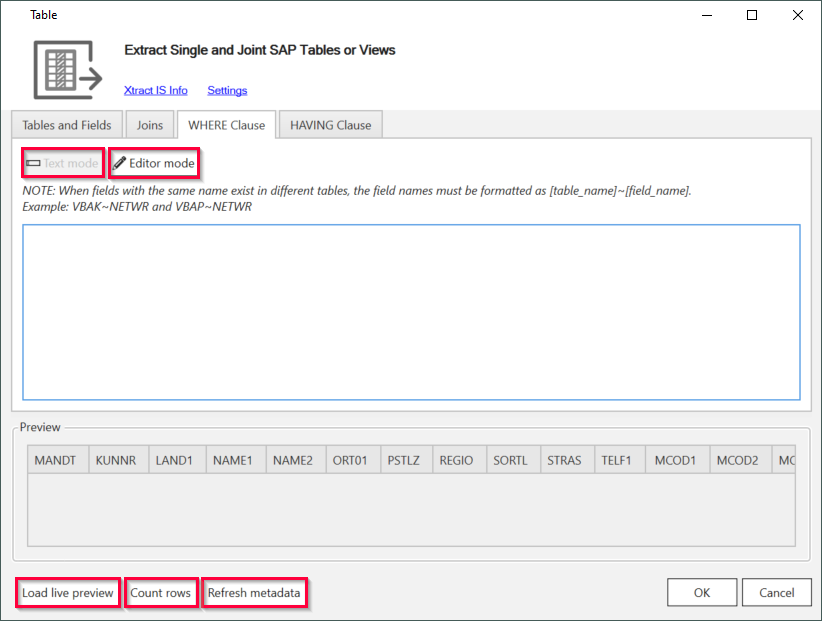 Table
Extract Single and Joint SAP Tables or Views
Xtract IS Info Settings
Tables and Fields Joins WHERE Clause HAVING Clause
Text mode Editor mode
NOTE: When fields with the same name exist in different tables, the field names must be formatted as [table_name]~[field_name].
Example: VBAK~NETWR and VBAP~NETWR
Preview
MANDT KUNNR LAND1 NAME1 NAME2 ORT01 PSTLZ REGIO SORTL STRAS TELF1 MCOD1 MCOD2
Load live preview Count rows Refresh metadata OK Cancel